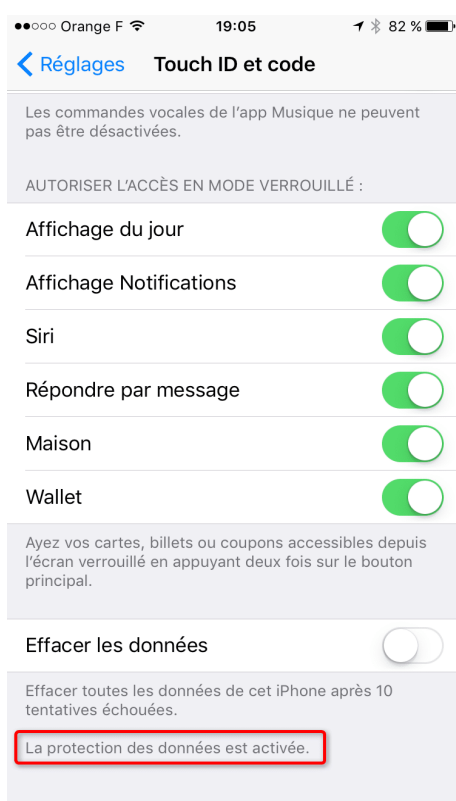 Orange F 19:05 82 %
Réglages Touch ID et code
Les commandes vocales de l’app Musique ne peuvent
pas être désactivées.
AUTORISER L’ACCÈS EN MODE VERROUILLÉ :
Affichage du jour
Affichage Notifications
Siri
Répondre par message
Maison
Wallet
Ayez vos cartes, billets ou coupons accessibles depuis
l’écran verrouillé en appuyant deux fois sur le bouton
principal.
Effacer les données
Effacer toutes les données de cet iPhone après 10
tentatives échouées.
La protection des données est activée.